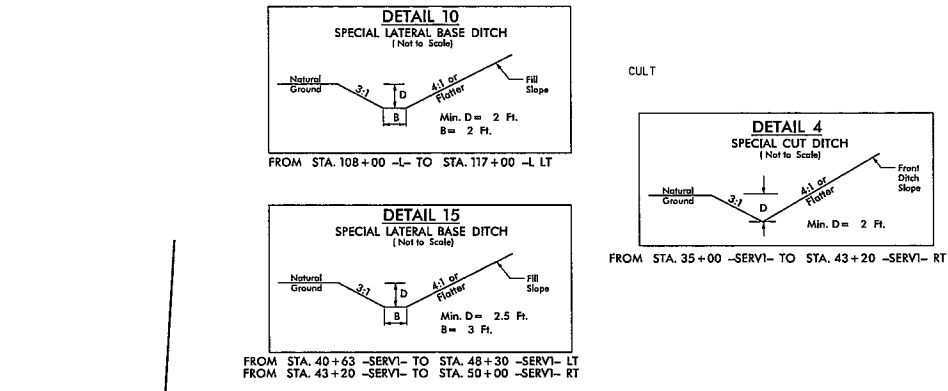 DETAIL 10
SPECIAL LATERAL BASE DITCH
( Not to Scale)
Natural
Ground
3:1
D
B
4:1 or
Flatter
Fill
Slope
Min. D= 2 Ft.
B= 2 Ft.
FROM STA. 108+00 -L- TO STA. 117+00 -L LT
DETAIL 15
SPECIAL LATERAL BASE DITCH
( Not to Scale)
Natural
Ground
3:1
D
B
4:1 or
Flatter
Fill
Slope
Min. D= 2.5 Ft.
B= 3 Ft.
FROM STA. 40+63 -SERV1- TO STA. 48+30 -SERV1- LT
FROM STA. 43+20 -SERV1- TO STA. 50+00 -SERV1- RT
CULT
DETAIL 4
SPECIAL CUT DITCH
( Not to Scale)
Natural
Ground
3:1
D
4:1 or
Flatter
Front
Ditch
Slope
Min. D= 2 Ft.
FROM STA. 35+00 -SERV1- TO STA. 43+20 -SERV1- RT